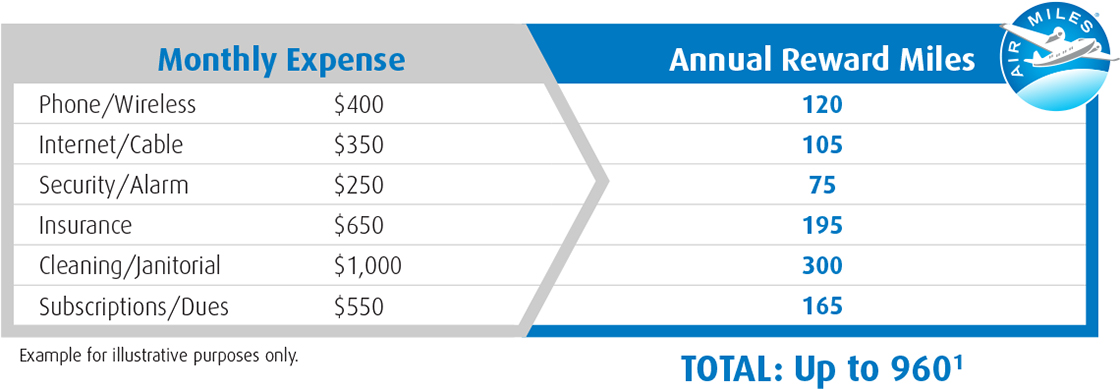 Monthly Expense Annual Reward Miles
AIR MILES®
Phone/Wireless $400 120
Internet/Cable $350 105
Security/Alarm $250 75
Insurance $650 195
Cleaning/Janitorial $1,000 300
Subscriptions/Dues $550 165
Example for illustrative purposes only.
TOTAL: Up to 960¹